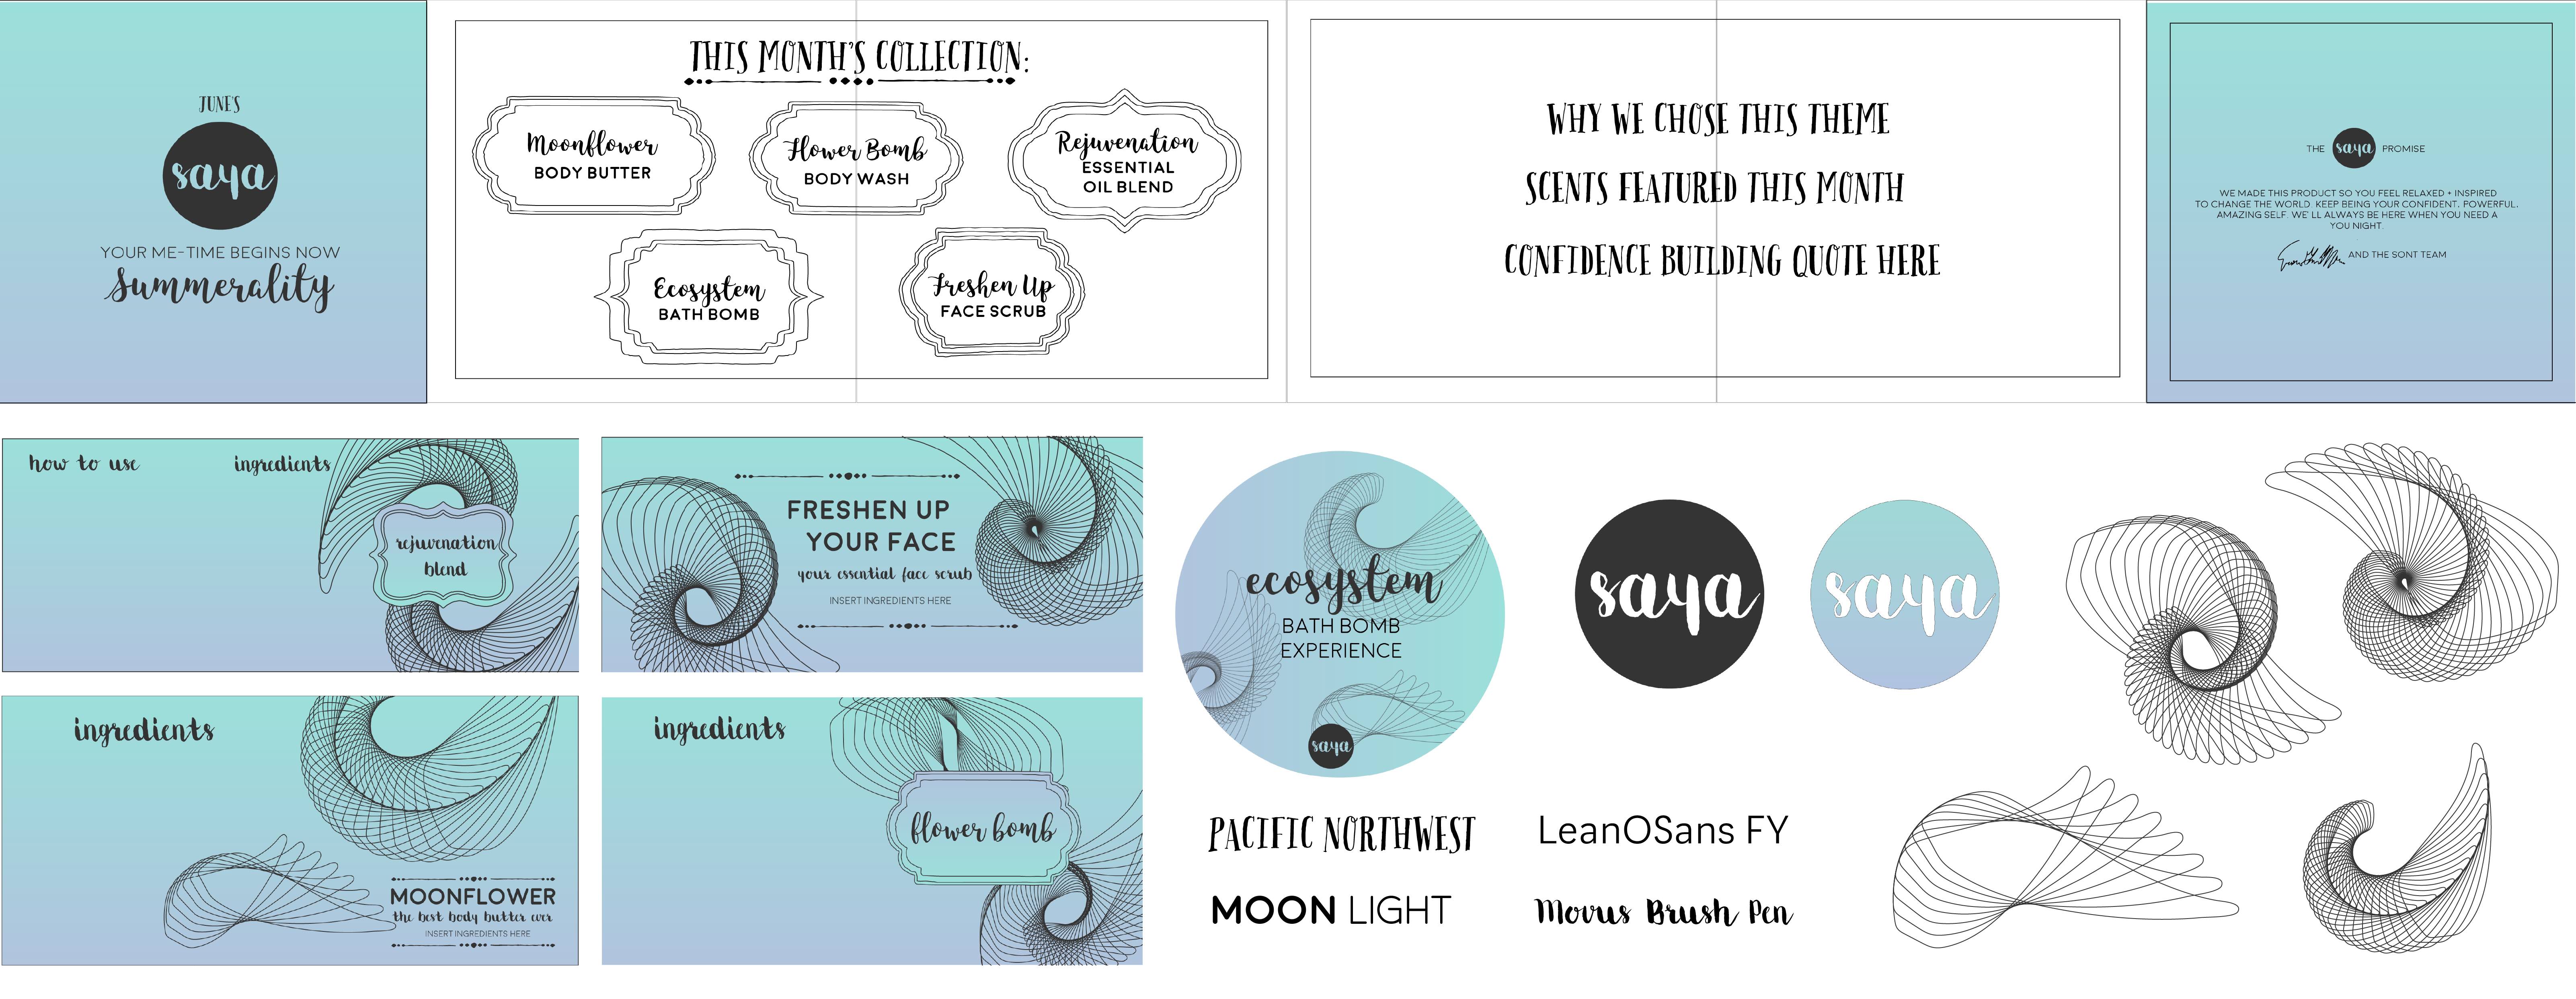 JUNE'S
saya
YOUR ME-TIME BEGINS NOW
Summerality
THIS MONTH'S COLLECTION:
Moonflower
BODY BUTTER
Flower Bomb
BODY WASH
Rejuvenation
ESSENTIAL
OIL BLEND
Ecosystem
BATH BOMB
Freshen Up
FACE SCRUB
WHY WE CHOSE THIS THEME
SCENTS FEATURED THIS MONTH
CONFIDENCE BUILDING QUOTE HERE
THE saya PROMISE
WE MADE THIS PRODUCT SO YOU FEEL RELAXED + INSPIRED
TO CHANGE THE WORLD. KEEP BEING YOUR CONFIDENT, POWERFUL,
AMAZING SELF. WE'LL ALWAYS BE HERE WHEN YOU NEED A
YOU NIGHT.
AND THE SONT TEAM
how to use
ingredients
rejuvenation
blend
FRESHEN UP
YOUR FACE
your essential face scrub
INSERT INGREDIENTS HERE
ecosystem
BATH BOMB
EXPERIENCE
saya
saya
saya
ingredients
MOONFLOWER
the best body butter ever
INSERT INGREDIENTS HERE
ingredients
flower bomb
PACIFIC NORTHWEST
LeanOSans FY
MOON LIGHT
Movus Brush Pen